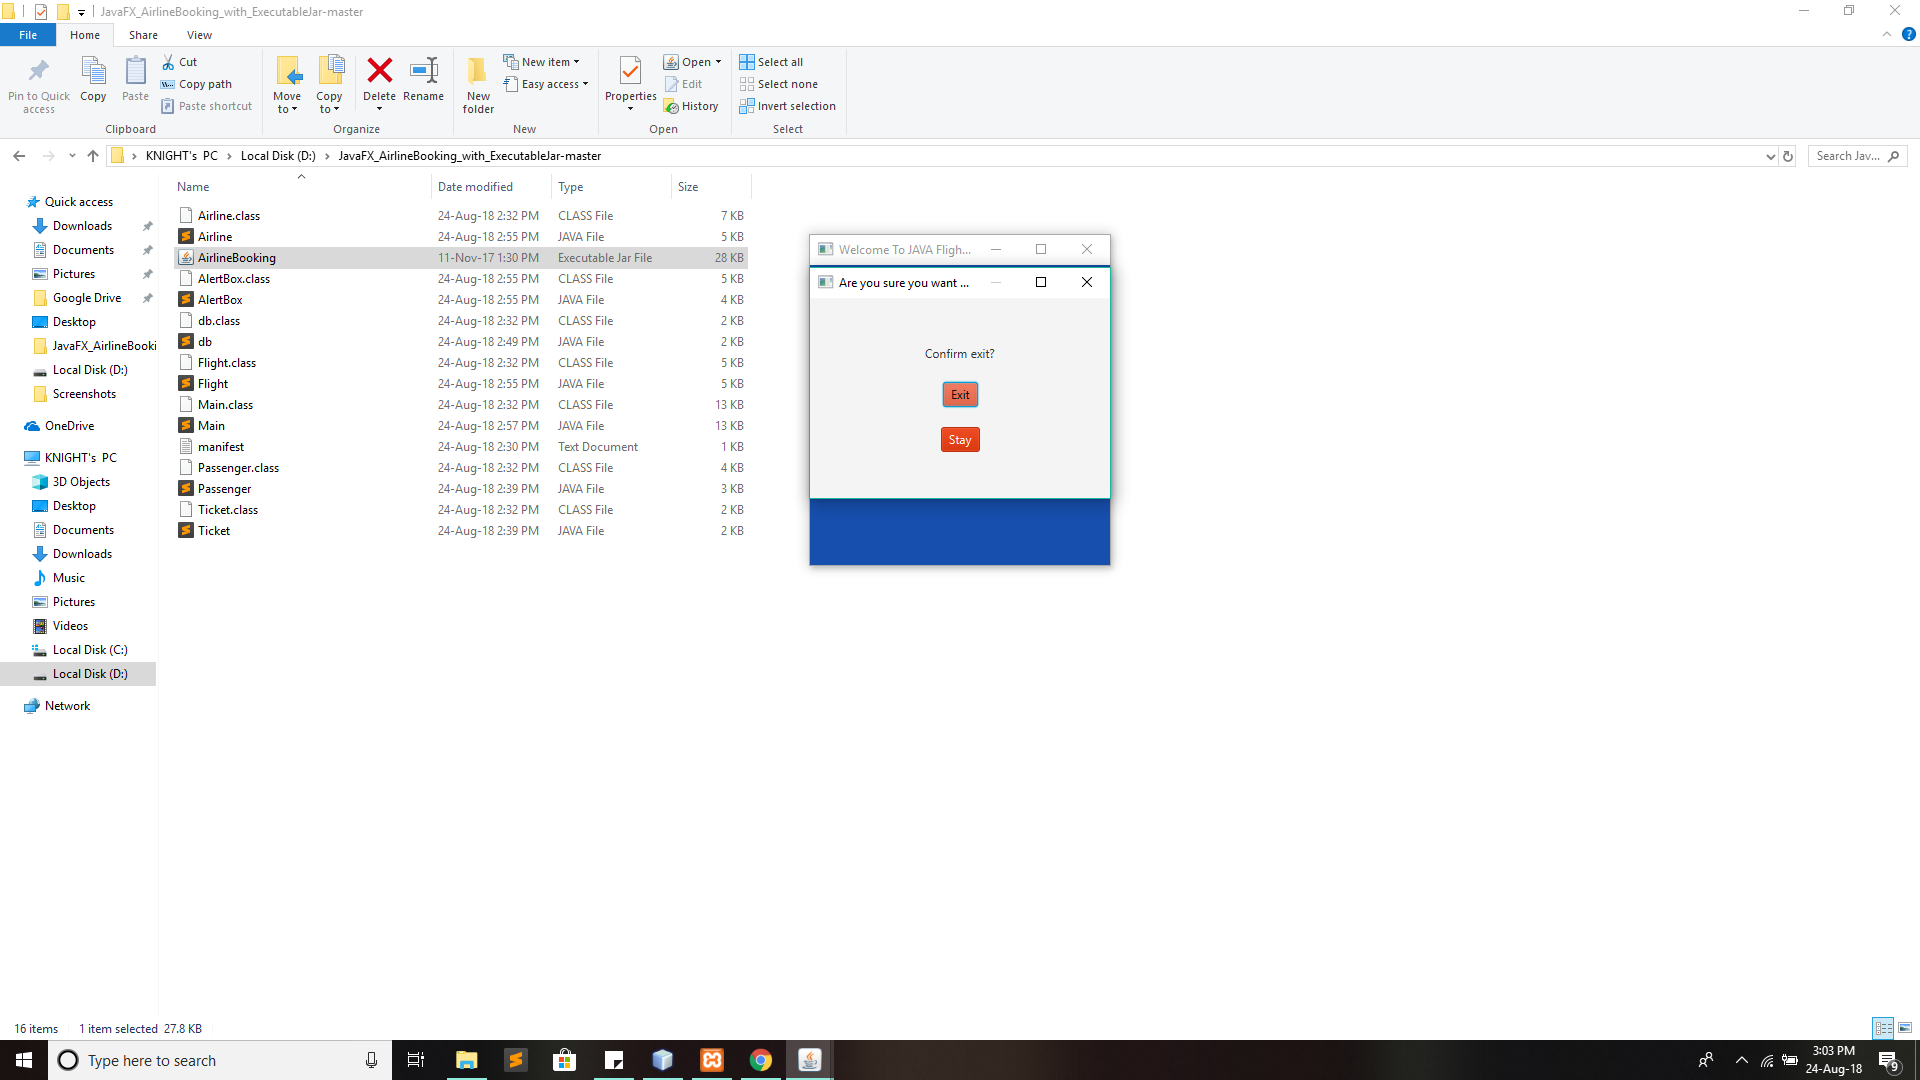 JavaFX_AirlineBooking_with_ExecutableJar-master
File Home Share View
Pin to Quick access
Copy
Paste
Cut
Copy path
Paste shortcut
Clipboard
Move to
Copy to
Delete
Rename
Organize
New folder
New item
Easy access
New
Properties
Open
Edit
History
Open
Select all
Select none
Invert selection
Select
KNIGHT's PC > Local Disk (D:) > JavaFX_AirlineBooking_with_ExecutableJar-master
Search Jav...
Quick access
Downloads
Documents
Pictures
Google Drive
Desktop
JavaFX_AirlineBooki
Local Disk (D:)
Screenshots
OneDrive
KNIGHT's PC
3D Objects
Desktop
Documents
Downloads
Music
Pictures
Videos
Local Disk (C:)
Local Disk (D:)
Network
Name Date modified Type Size
Airline.class 24-Aug-18 2:32 PM CLASS File 7 KB
Airline 24-Aug-18 2:55 PM JAVA File 5 KB
AirlineBooking 11-Nov-17 1:30 PM Executable Jar File 28 KB
AlertBox.class 24-Aug-18 2:55 PM CLASS File 5 KB
AlertBox 24-Aug-18 2:55 PM JAVA File 4 KB
db.class 24-Aug-18 2:32 PM CLASS File 2 KB
db 24-Aug-18 2:49 PM JAVA File 2 KB
Flight.class 24-Aug-18 2:32 PM CLASS File 5 KB
Flight 24-Aug-18 2:55 PM JAVA File 5 KB
Main.class 24-Aug-18 2:32 PM CLASS File 13 KB
Main 24-Aug-18 2:57 PM JAVA File 13 KB
manifest 24-Aug-18 2:30 PM Text Document 1 KB
Passenger.class 24-Aug-18 2:32 PM CLASS File 4 KB
Passenger 24-Aug-18 2:39 PM JAVA File 3 KB
Ticket.class 24-Aug-18 2:32 PM CLASS File 2 KB
Ticket 24-Aug-18 2:39 PM JAVA File 2 KB
Welcome To JAVA Fligh...
Are you sure you want ...
Confirm exit?
Exit
Stay
16 items 1 item selected 27.8 KB
Type here to search
3:03 PM
24-Aug-18
9